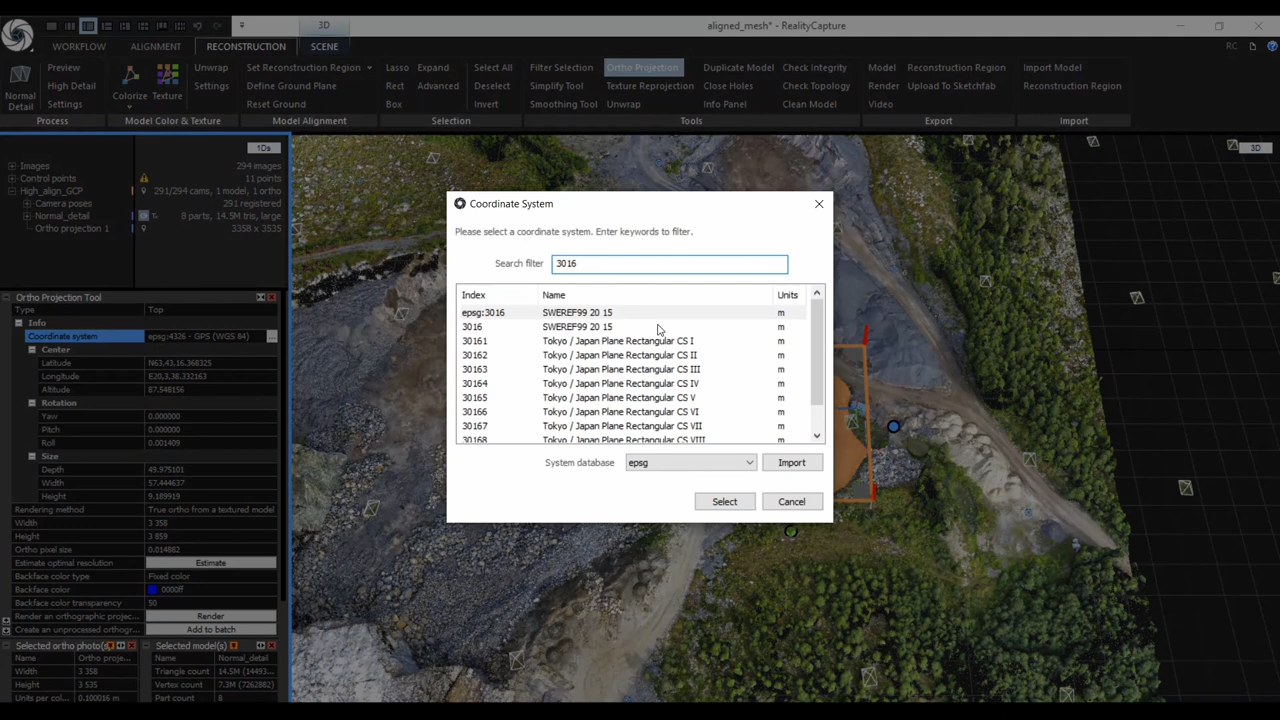 3D
aligned_mesh* - RealityCapture
WORKFLOW
ALIGNMENT
RECONSTRUCTION
SCENE
RC
Normal
Detail
Preview
High Detail
Settings
Process
Colorize
Texture
Unwrap
Settings
Model Color & Texture
Set Reconstruction Region
Define Ground Plane
Reset Ground
Model Alignment
Lasso
Rect
Box
Expand
Advanced
Select All
Deselect
Invert
Selection
Filter Selection
Simplify Tool
Smoothing Tool
Ortho Projection
Texture Reprojection
Unwrap
Duplicate Model
Close Holes
Info Panel
Check Integrity
Check Topology
Clean Model
Tools
Model
Render
Video
Reconstruction Region
Upload To Sketchfab
Export
Import Model
Reconstruction Region
Import
1Ds
Images 294 images
Control points 11 points
High_align_GCP 291/294 cams, 1 model, 1 ortho
Camera poses 291 registered
Normal_detail 8 parts, 14.5M tris, large
Ortho projection 1 3358 x 3535
3D
Ortho Projection Tool
Type Top
Info
Coordinate system epsg:4326 - GPS (WGS 84) ...
Center
Latitude N63,43,16.368325
Longitude E20,3,38.332163
Altitude 87.548156
Rotation
Yaw 0.000000
Pitch 0.000000
Roll 0.001409
Size
Depth 49.975101
Width 57.444637
Height 9.189919
Rendering method True ortho from a textured model
Width 3 358
Height 3 859
Ortho pixel size 0.014882
Estimate optimal resolution Estimate
Backface color type Fixed color
Backface color 0000ff
Backface color transparency 50
Render an orthographic projec... Render
Create an unprocessed orthogr... Add to batch
Selected ortho photo(s)
Name Ortho proje...
Width 3 358
Height 3 535
Units per col... 0.100016 m
Selected model(s)
Name Normal_detail
Triangle count 14.5M (14493...
Vertex count 7.3M (7262882)
Part count 8
Coordinate System
Please select a coordinate system. Enter keywords to filter.
Search filter 3016
Index Name Units
epsg:3016 SWEREF99 20 15 m
3016 SWEREF99 20 15 m
30161 Tokyo / Japan Plane Rectangular CS I m
30162 Tokyo / Japan Plane Rectangular CS II m
30163 Tokyo / Japan Plane Rectangular CS III m
30164 Tokyo / Japan Plane Rectangular CS IV m
30165 Tokyo / Japan Plane Rectangular CS V m
30166 Tokyo / Japan Plane Rectangular CS VI m
30167 Tokyo / Japan Plane Rectangular CS VII m
30168 Tokyo / Japan Plane Rectangular CS VIII m
System database epsg Import
Select Cancel